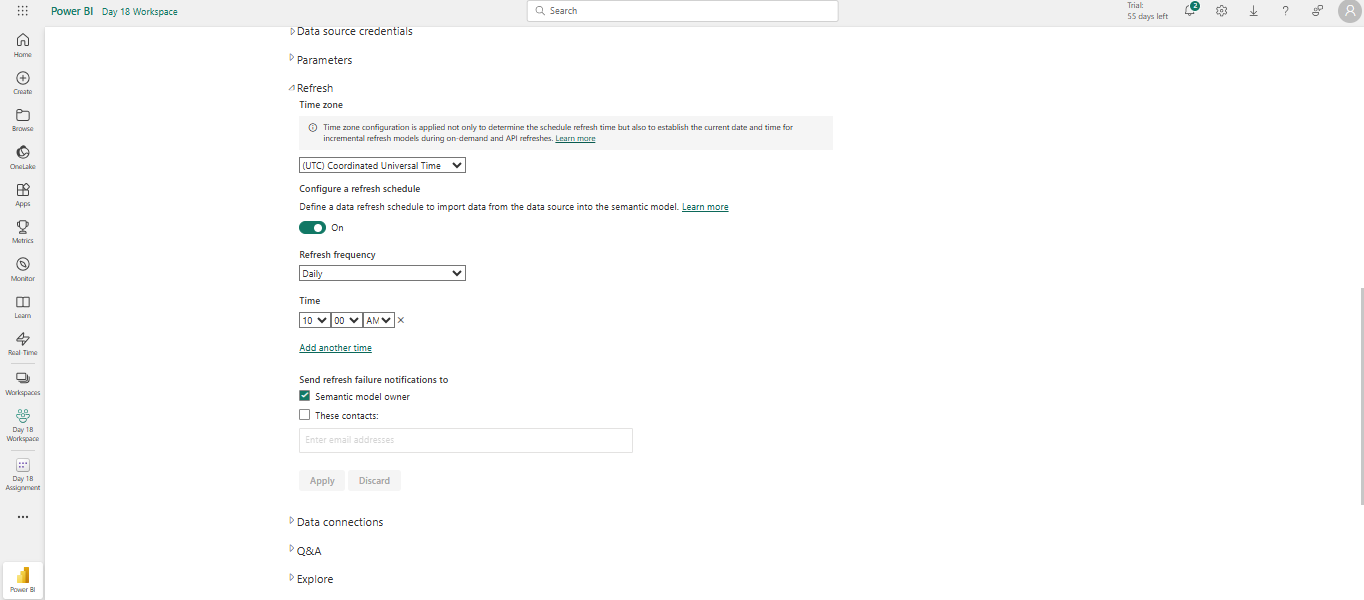 Power BI Day 18 Workspace
Search
Trial:
55 days left
2
Home
Create
Browse
OneLake
Apps
Metrics
Monitor
Learn
Real-Time
Workspaces
Day 18
Workspace
Day 18
Assignment
Power BI
Data source credentials
Parameters
Refresh
Time zone
Time zone configuration is applied not only to determine the schedule refresh time but also to establish the current date and time for
incremental refresh models during on-demand and API refreshes. Learn more
(UTC) Coordinated Universal Time
Configure a refresh schedule
Define a data refresh schedule to import data from the data source into the semantic model. Learn more
On
Refresh frequency
Daily
Time
10 00 AM
Add another time
Send refresh failure notifications to
Semantic model owner
These contacts:
Enter email addresses
Apply Discard
Data connections
Q&A
Explore